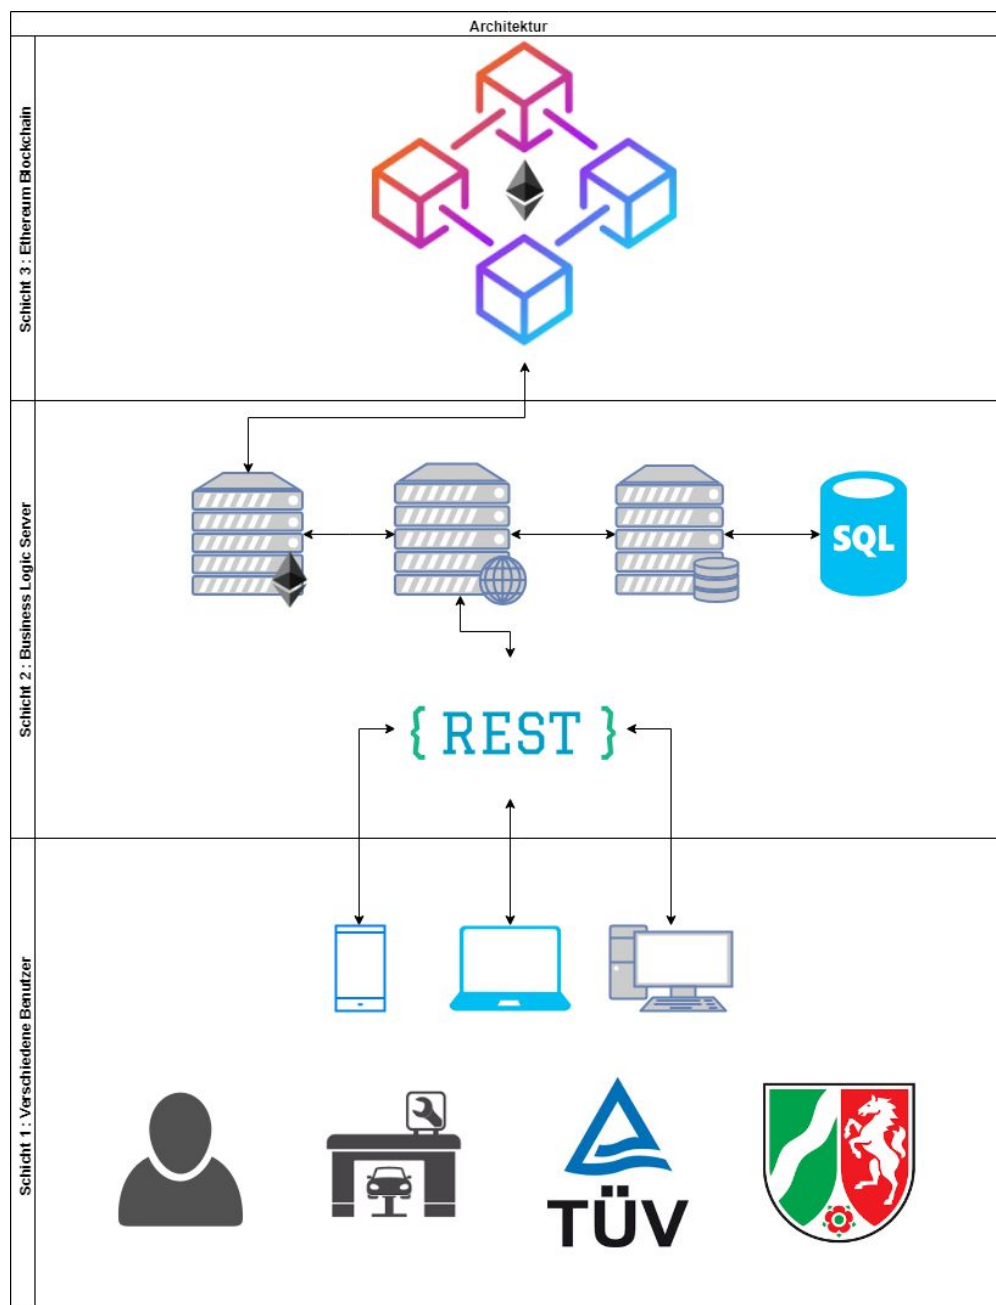 Architektur
Schicht 3 : Ethereum Blockchain
Schicht 2 : Business Logic Server
SQL
{ REST }
Schicht 1 : Verschiedene Benutzer
TÜV